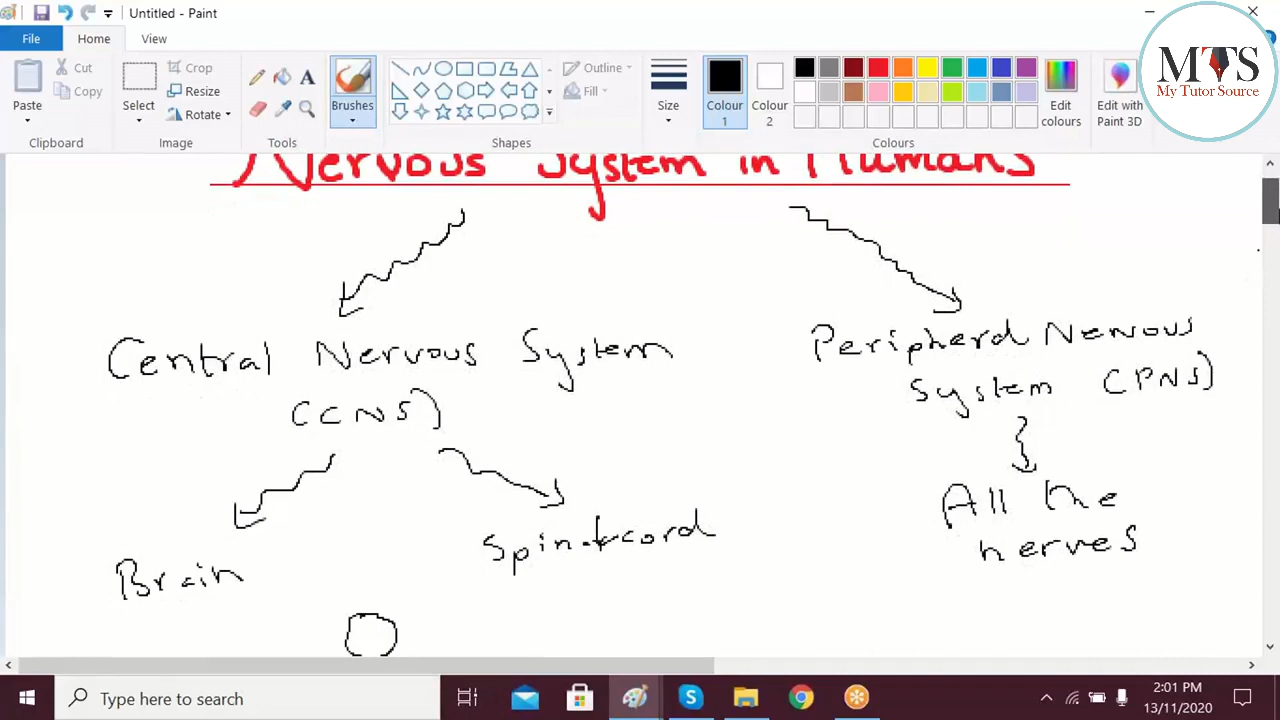 Untitled - Paint
File
Home
View
Paste
Cut
Copy
Clipboard
Select
Crop
Resize
Rotate
Image
Tools
Brushes
Shapes
Outline
Fill
Size
Colour 1
Colour 2
Colours
Edit colours
Edit with Paint 3D
MTS
My Tutor Source
Nervous System in Humans
Central Nervous System
(CNS)
Peripheral Nervous
System (PNS)
Brain
Spinal cord
All the
nerves
Type here to search
2:01 PM
13/11/2020